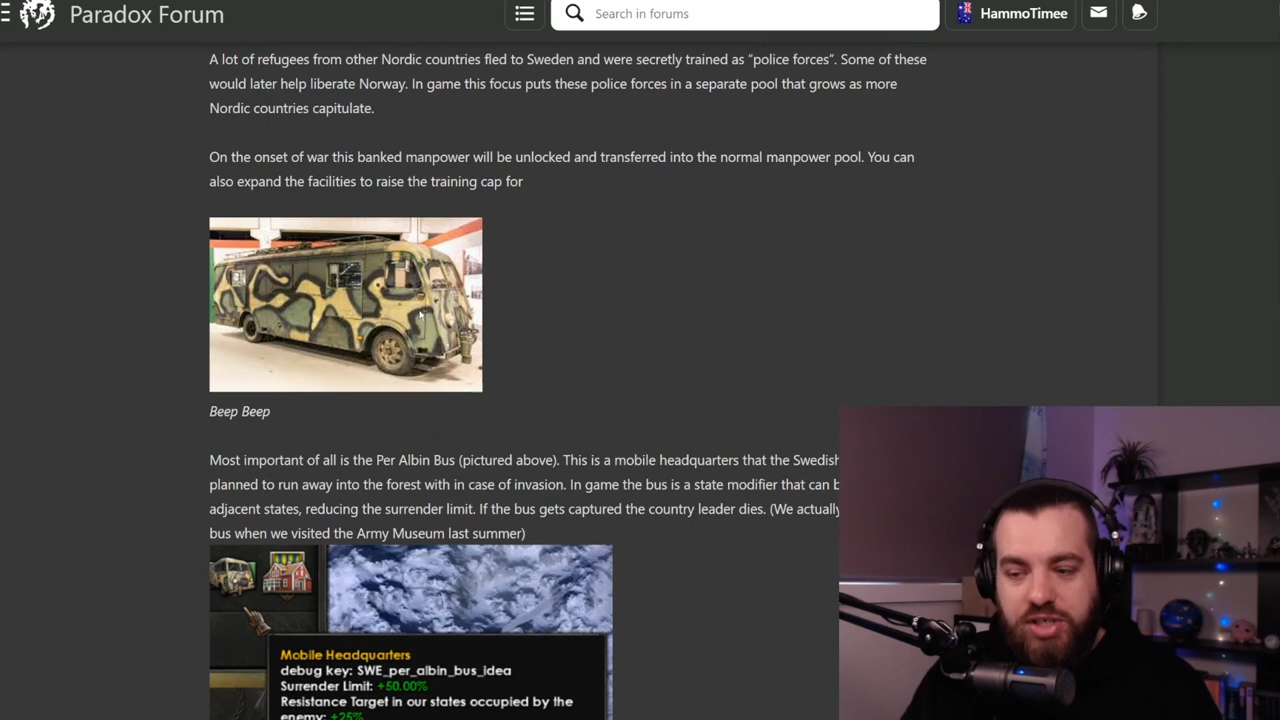 Paradox Forum
Search in forums
HammoTimee
A lot of refugees from other Nordic countries fled to Sweden and were secretly trained as “police forces”. Some of these
would later help liberate Norway. In game this focus puts these police forces in a separate pool that grows as more
Nordic countries capitulate.
On the onset of war this banked manpower will be unlocked and transferred into the normal manpower pool. You can
also expand the facilities to raise the training cap for
Beep Beep
Most important of all is the Per Albin Bus (pictured above). This is a mobile headquarters that the Swedish
planned to run away into the forest with in case of invasion. In game the bus is a state modifier that can
adjacent states, reducing the surrender limit. If the bus gets captured the country leader dies. (We actually
bus when we visited the Army Museum last summer)
Mobile Headquarters
debug key: SWE_per_albin_bus_idea
Surrender Limit: +50.00%
Resistance Target in our states occupied by the
enemy: +25%